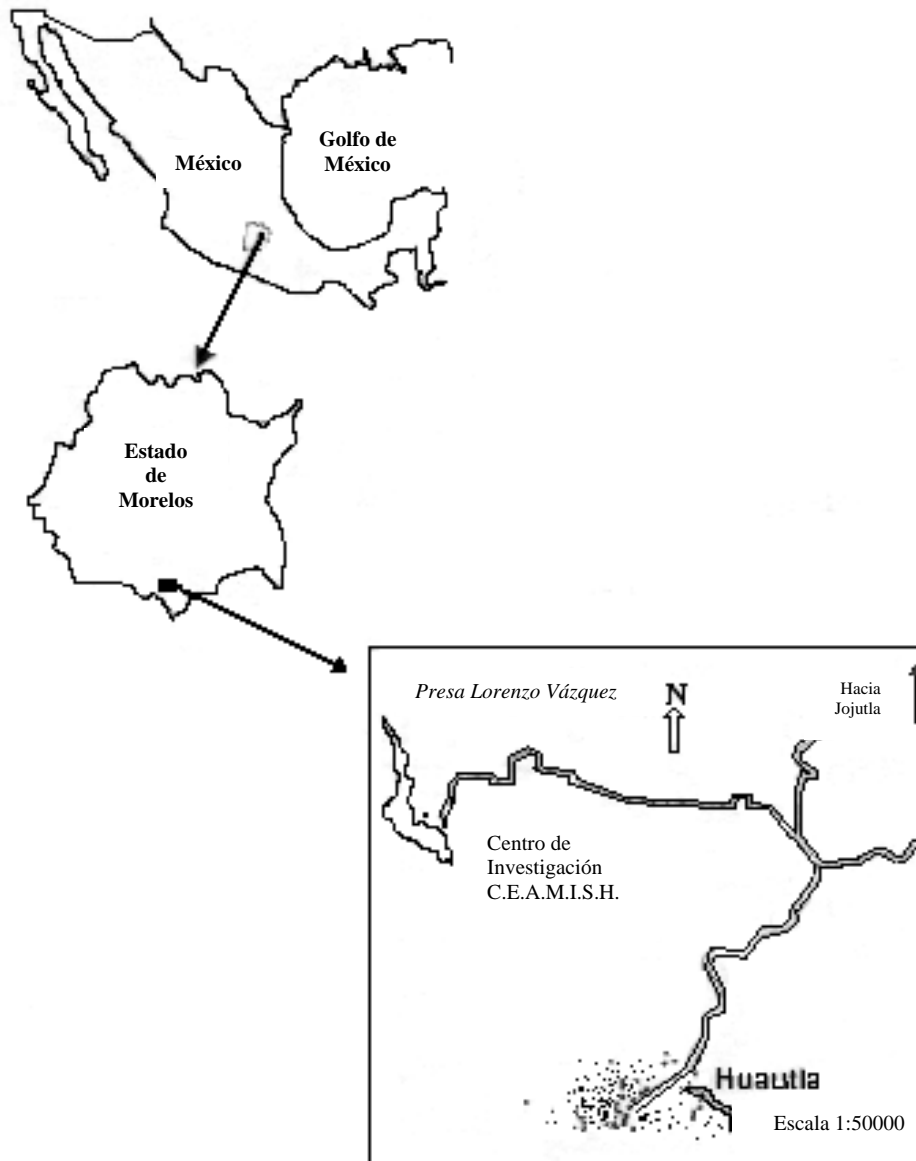 México
Golfo de
México
Estado
de
Morelos
Presa Lorenzo Vázquez
N
Hacia
Jojutla
Centro de
Investigación
C.E.A.M.I.S.H.
Huautla
Escala 1:50000